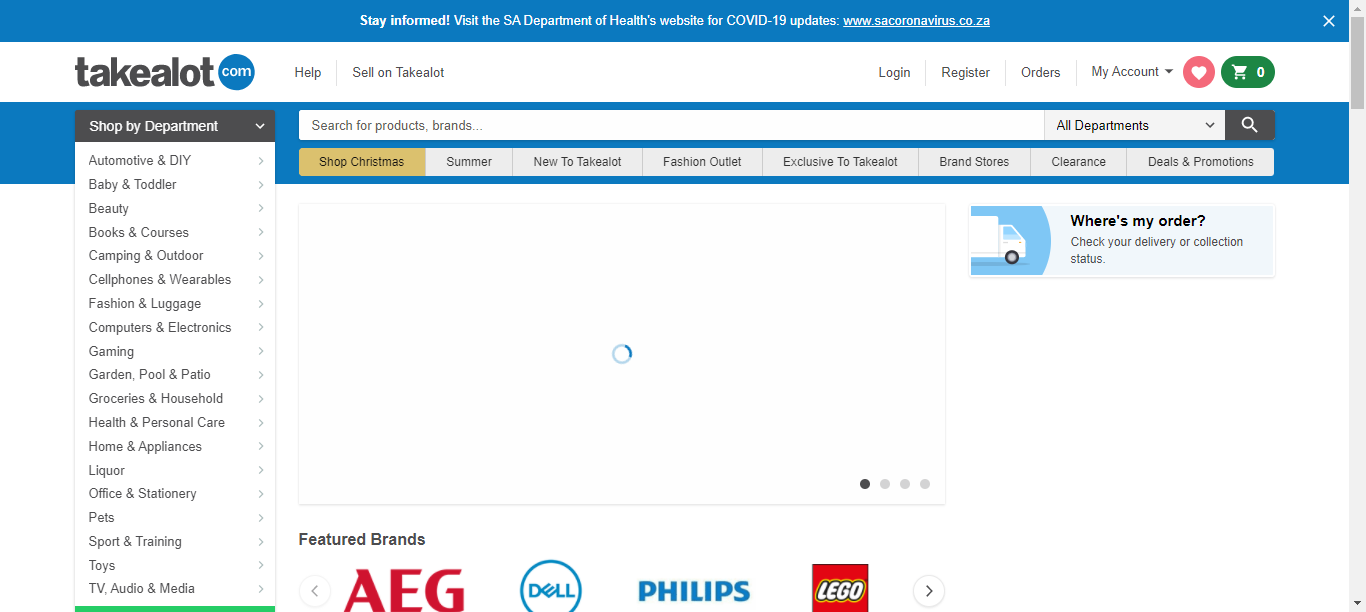 Stay informed! Visit the SA Department of Health's website for COVID-19 updates: www.sacoronavirus.co.za
takealot com
Help
Sell on Takealot
Login
Register
Orders
My Account
0
Shop by Department
Search for products, brands...
All Departments
Shop Christmas
Summer
New To Takealot
Fashion Outlet
Exclusive To Takealot
Brand Stores
Clearance
Deals & Promotions
Automotive & DIY
Baby & Toddler
Beauty
Books & Courses
Camping & Outdoor
Cellphones & Wearables
Fashion & Luggage
Computers & Electronics
Gaming
Garden, Pool & Patio
Groceries & Household
Health & Personal Care
Home & Appliances
Liquor
Office & Stationery
Pets
Sport & Training
Toys
TV, Audio & Media
Where's my order?
Check your delivery or collection
status.
Featured Brands
AEG
DELL
PHILIPS
LEGO